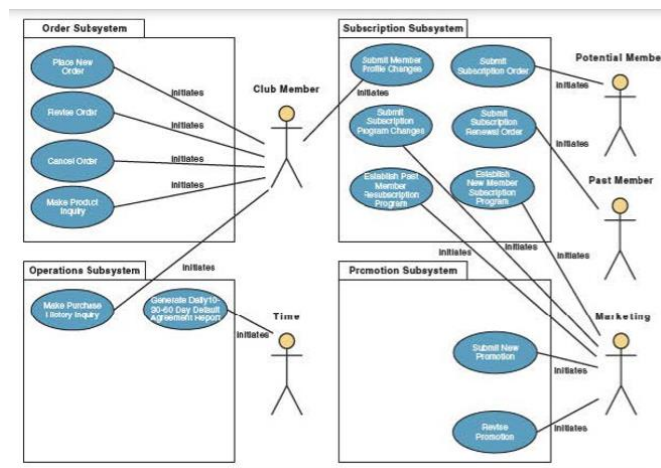 Order Subsystem
Place New
Order
Initiates
Revise Order
Initiates
Cancel Order
Initiates
Make Product
Inquiry
Initiates
Club Member
Subscription Subsystem
Submit Member
Profile Changes
Initiates
Submit
Subscription Order
Initiates
Submit
Subscription
Program Changes
Submit
Subscription
Renewal Order
Initiates
Establish Past
Member
Resubscription
Program
Establish
New Member
Subscription
Program
Initiates
Initiates
Initiates
Potential Membe
Past Member
Operations Subsystem
Initiates
Make Purchase
History Inquiry
Generate Daily10-
30-60 Day Default
Agreement Report
Initiates
Time
Promotion Subsystem
Marketing
Submit New
Promotion
Initiates
Revise
Promotion
Initiates